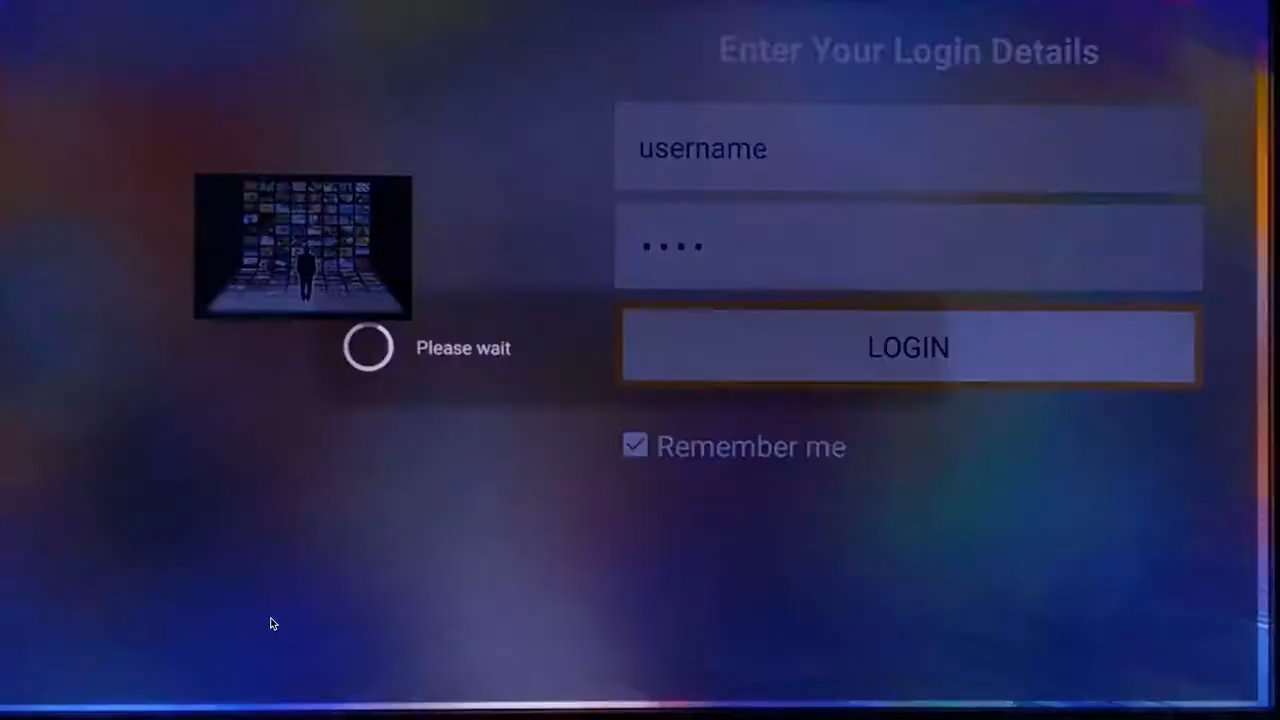 Enter Your Login Details
username
••••
LOGIN
Please wait
Remember me